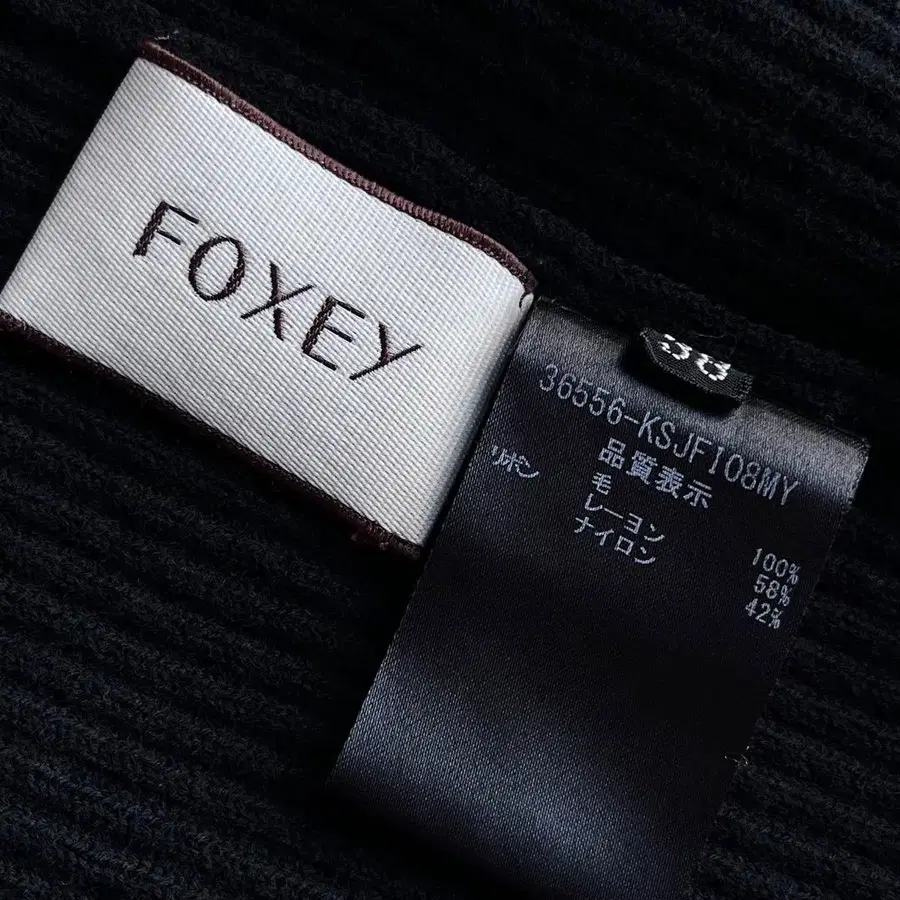 FOXEY
36556-KSJFI08MY
品質表示
毛 100%
リボン レーヨン 58%
ナイロン 42%